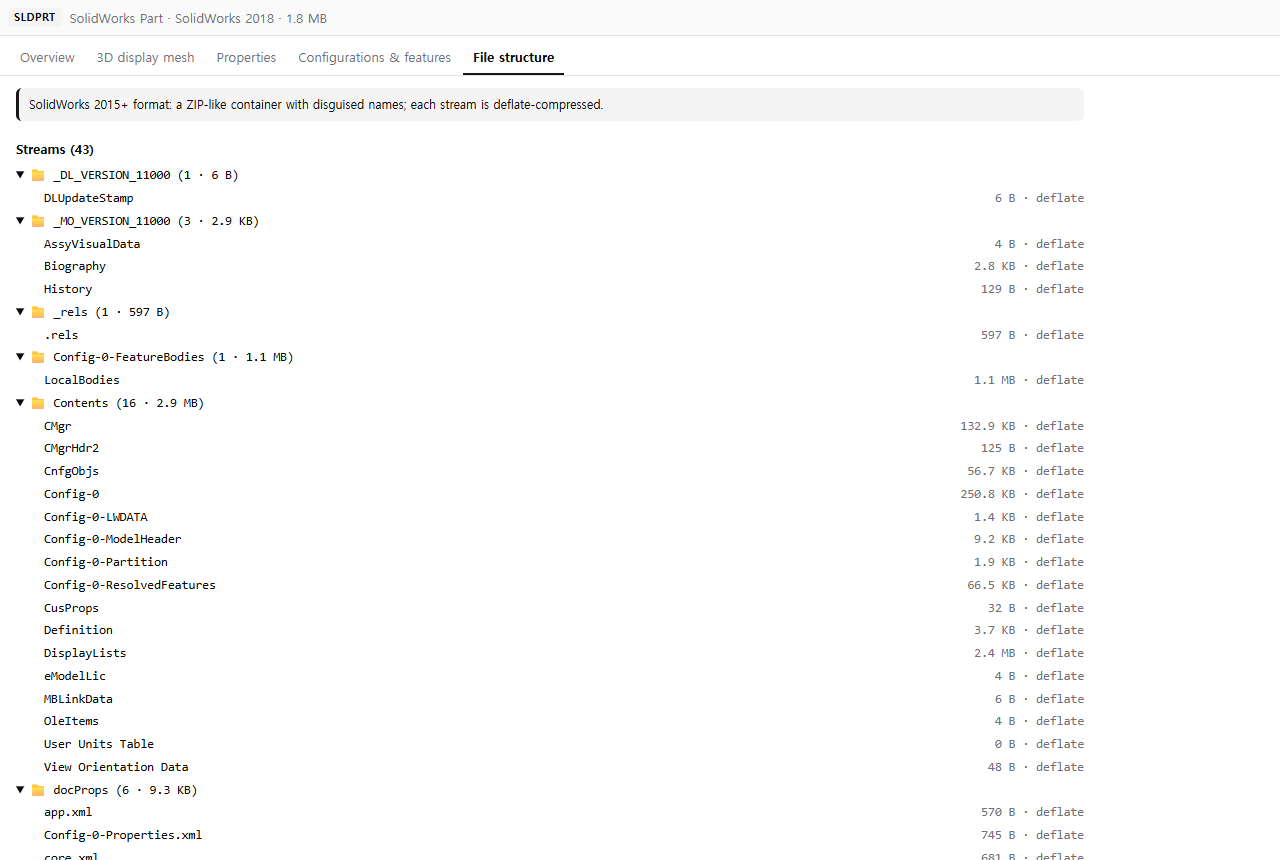 SLDPRT SolidWorks Part · SolidWorks 2018 · 1.8 MB
Overview 3D display mesh Properties Configurations & features File structure
SolidWorks 2015+ format: a ZIP-like container with disguised names; each stream is deflate-compressed.
Streams (43)
▼ _DL_VERSION_11000 (1 · 6 B)
DLUpdateStamp 6 B · deflate
▼ _MO_VERSION_11000 (3 · 2.9 KB)
AssyVisualData 4 B · deflate
Biography 2.8 KB · deflate
History 129 B · deflate
▼ _rels (1 · 597 B)
.rels 597 B · deflate
▼ Config-0-FeatureBodies (1 · 1.1 MB)
LocalBodies 1.1 MB · deflate
▼ Contents (16 · 2.9 MB)
CMgr 132.9 KB · deflate
CMgrHdr2 125 B · deflate
CnfgObjs 56.7 KB · deflate
Config-0 250.8 KB · deflate
Config-0-LWDATA 1.4 KB · deflate
Config-0-ModelHeader 9.2 KB · deflate
Config-0-Partition 1.9 KB · deflate
Config-0-ResolvedFeatures 66.5 KB · deflate
CusProps 32 B · deflate
Definition 3.7 KB · deflate
DisplayLists 2.4 MB · deflate
eModelLic 4 B · deflate
MBLinkData 6 B · deflate
OleItems 4 B · deflate
User Units Table 0 B · deflate
View Orientation Data 48 B · deflate
▼ docProps (6 · 9.3 KB)
app.xml 570 B · deflate
Config-0-Properties.xml 745 B · deflate
core.xml 681 B · deflate